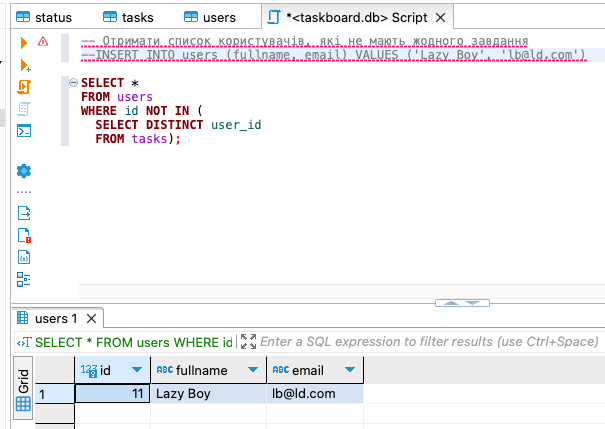 status tasks users *<taskboard.db> Script
-- Отримати список користувачів, які не мають жодного завдання
--INSERT INTO users (fullname, email) VALUES ('Lazy Boy', 'lb@ld.com')
SELECT *
FROM users
WHERE id NOT IN (
SELECT DISTINCT user_id
FROM tasks);
users 1
SELECT * FROM users WHERE id Enter a SQL expression to filter results (use Ctrl+Space)
Grid
123 id ABC fullname ABC email
1 11 Lazy Boy lb@ld.com